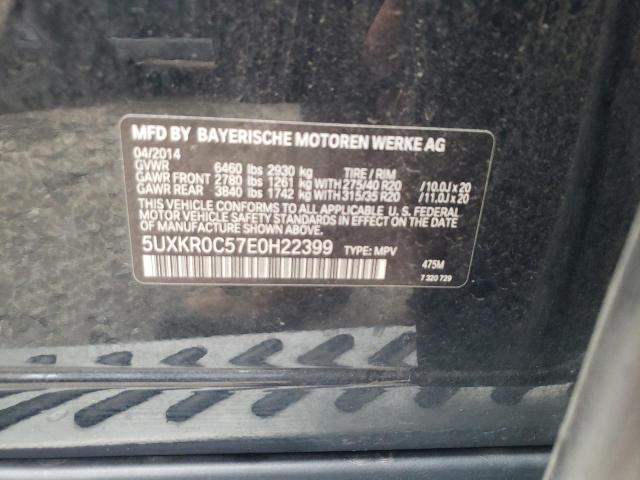 MFD BY BAYERISCHE MOTOREN WERKE AG
04/2014
GVWR 6460 lbs 2930 kg TIRE / RIM
GAWR FRONT 2780 lbs 1261 kg WITH 275/40 R20 /10.0J x 20
GAWR REAR 3840 lbs 1742 kg WITH 315/35 R20 /11.0J x 20
THIS VEHICLE CONFORMS TO ALL APPLICABLE U. S. FEDERAL
MOTOR VEHICLE SAFETY STANDARDS IN EFFECT ON THE DATE
OF MANUFACTURE SHOWN ABOVE.
5UXKR0C57E0H22399 TYPE: MPV
475M
7 320 729